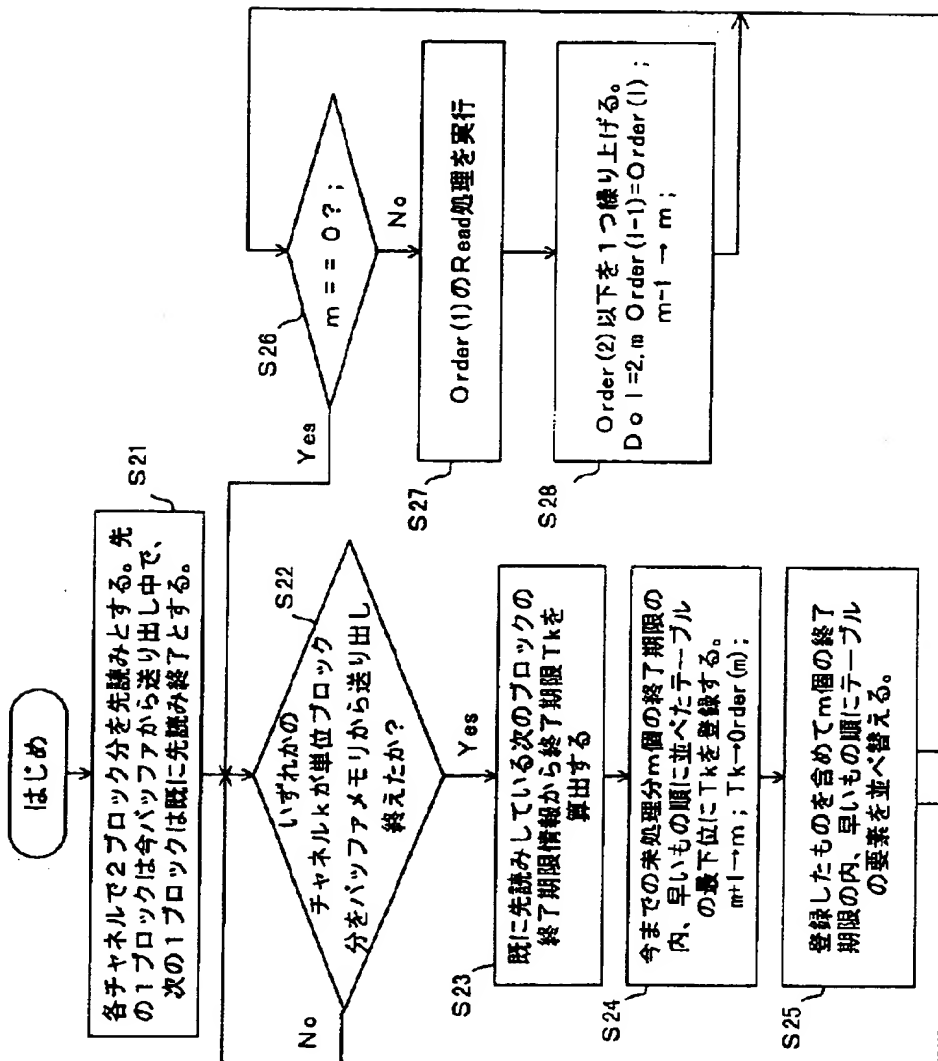 はじめ
S21
各チャネルで2ブロック分を先読みとする。先
の1ブロックは今バッファから送り出し中で、
次の1ブロックは既に先読み終了とする。
S22
いずれかの
チャネルkが単位ブロック
分をバッファメモリから送り出し
終えたか?
No
Yes
S23
既に先読みしている次のブロックの
終了期限情報から終了期限Tkを
算出する
S24
今までの未処理分m個の終了期限の
内、早いもの順に並べたテーブル
の最下位にTkを登録する。
m+1→m;Tk→Order(m);
S25
登録したものを含めてm個の終了
期限の内、早いもの順にテーブル
の要素を並べ替える。
S26
m==0?;
Yes
No
S27
Order(1)のRead処理を実行
S28
Order(2)以下を1つ繰り上げる。
Do l=2,m Order(l-1)=Order(l);
m-1→m;